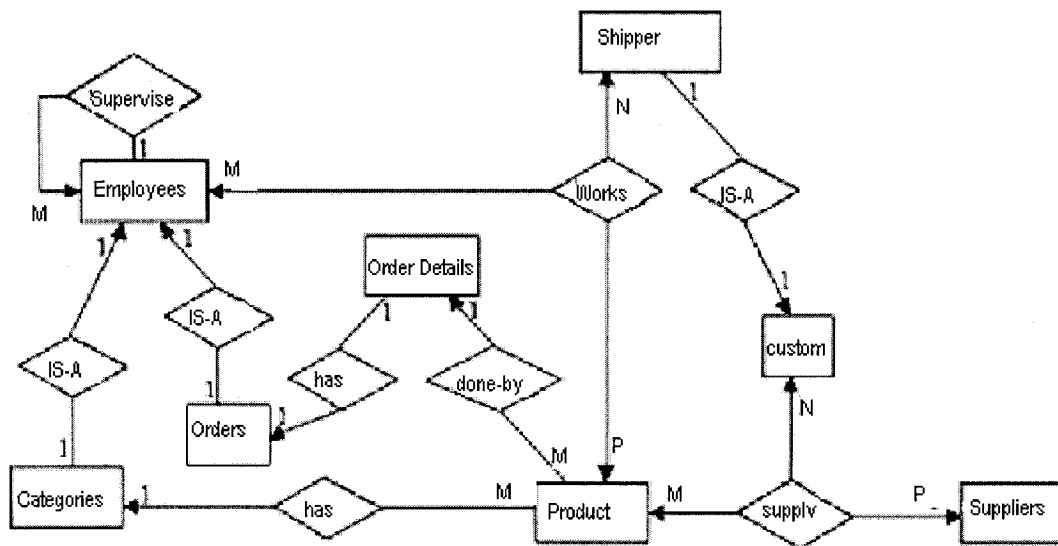 Shipper
1
Supervise
N
1
M
Employees
M
Works
IS-A
1
1
Order Details
1
1
1
IS-A
custom
IS-A
has
done-by
N
1
1
Orders
P
1
M
Categories
1
has
M
Product
M
supply
P
Suppliers